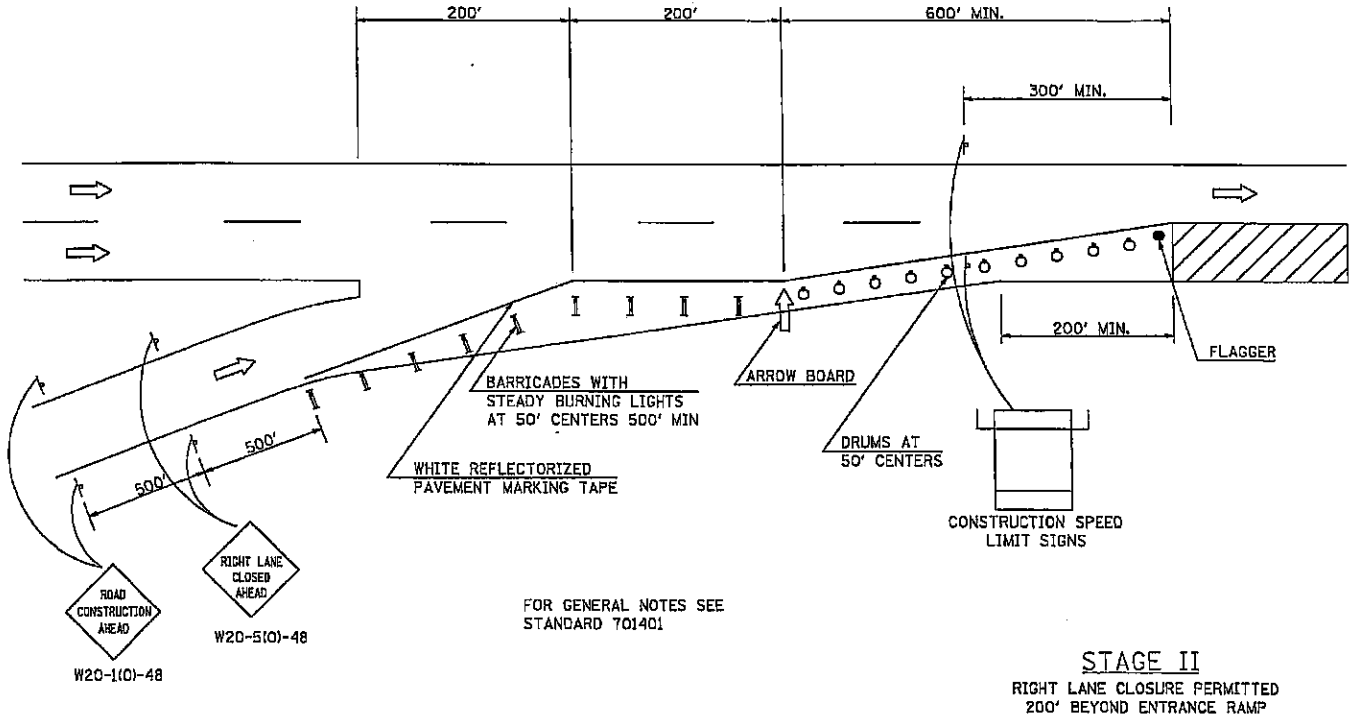 200'
200'
600' MIN.
300' MIN.
200' MIN.
FLAGGER
BARRICADES WITH
STEADY BURNING LIGHTS
AT 50' CENTERS 500' MIN
ARROW BOARD
DRUMS AT
50' CENTERS
WHITE REFLECTORIZED
PAVEMENT MARKING TAPE
500'
500'
CONSTRUCTION SPEED
LIMIT SIGNS
RIGHT LANE
CLOSED
AHEAD
W20-5(O)-48
ROAD
CONSTRUCTION
AHEAD
W20-1(O)-48
FOR GENERAL NOTES SEE
STANDARD 701401
STAGE II
RIGHT LANE CLOSURE PERMITTED
200' BEYOND ENTRANCE RAMP